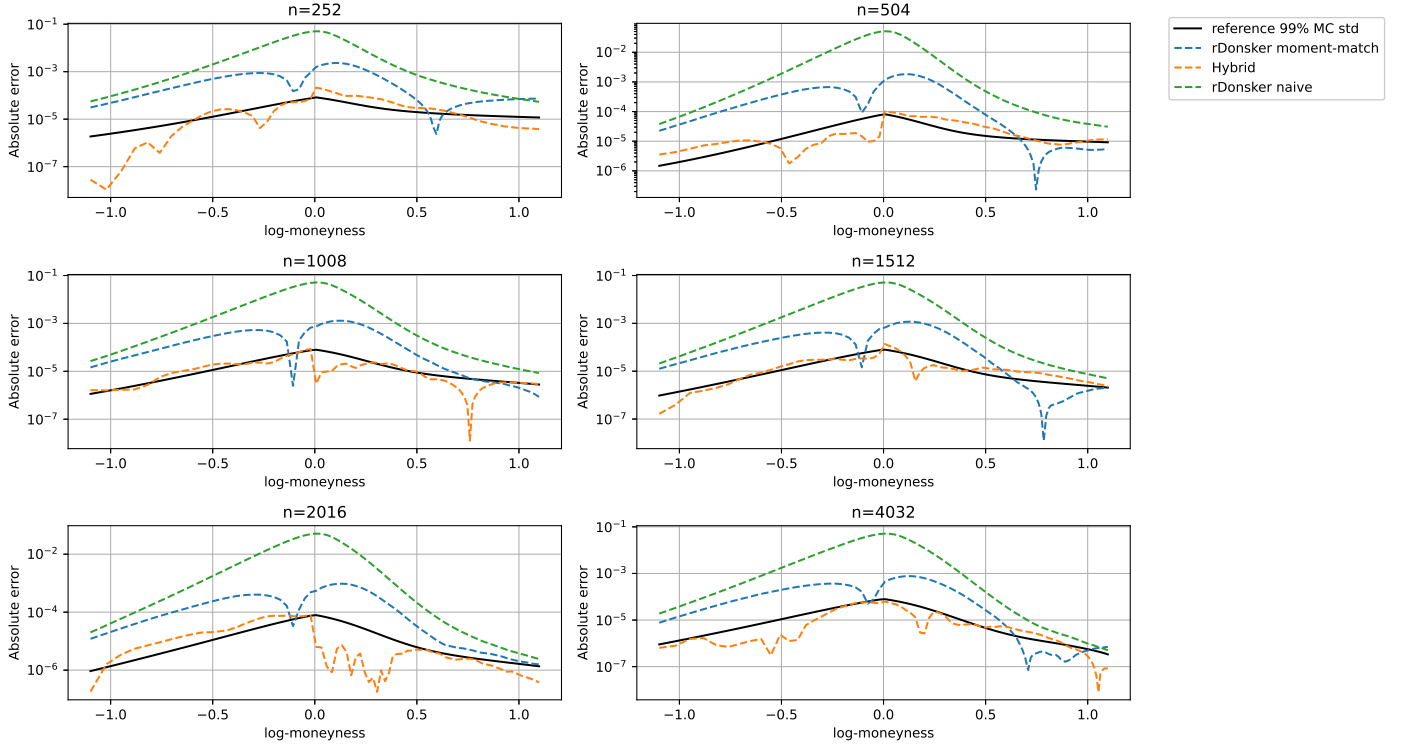 n=252
10⁻¹
10⁻³
10⁻⁵
10⁻⁷
Absolute error
−1.0 −0.5 0.0 0.5 1.0
log-moneyness
n=504
10⁻²
10⁻³
10⁻⁴
10⁻⁵
10⁻⁶
Absolute error
−1.0 −0.5 0.0 0.5 1.0
log-moneyness
reference 99% MC std
rDonsker moment-match
Hybrid
rDonsker naive
n=1008
10⁻¹
10⁻³
10⁻⁵
10⁻⁷
Absolute error
−1.0 −0.5 0.0 0.5 1.0
log-moneyness
n=1512
10⁻¹
10⁻³
10⁻⁵
10⁻⁷
Absolute error
−1.0 −0.5 0.0 0.5 1.0
log-moneyness
n=2016
10⁻²
10⁻⁴
10⁻⁶
Absolute error
−1.0 −0.5 0.0 0.5 1.0
log-moneyness
n=4032
10⁻¹
10⁻³
10⁻⁵
10⁻⁷
Absolute error
−1.0 −0.5 0.0 0.5 1.0
log-moneyness